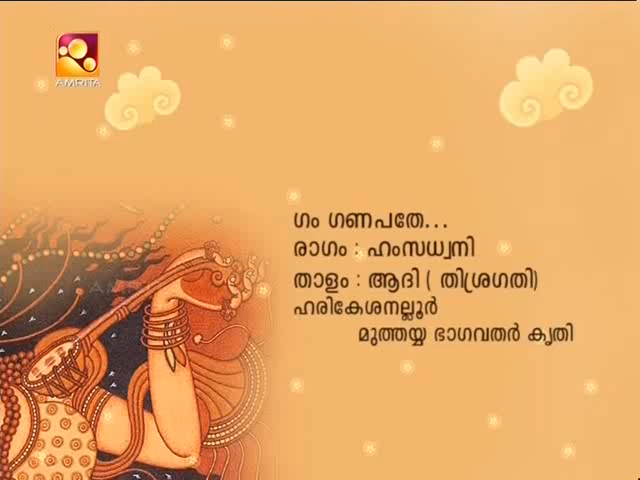 AMRITA
ഗം ഗണപതേ...
രാഗം : ഹംസധ്വനി
താളം : ആദി ( തിശ്രഗതി)
ഹരികേശനല്ലൂർ
മുത്തയ്യ ഭാഗവതർ കൃതി